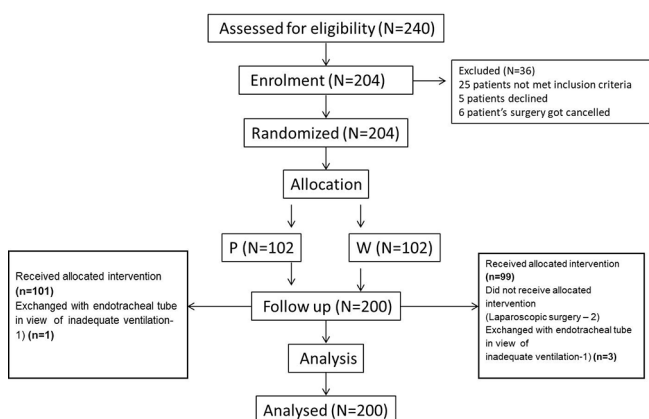 Assessed for eligibility (N=240)
Enrolment (N=204)
Excluded (N=36)
25 patients not met inclusion criteria
5 patients declined
6 patient's surgery got cancelled
Randomized (N=204)
Allocation
P (N=102
W (N=102)
Received allocated intervention
(n=101)
Exchanged with endotracheal tube
in view of inadequate ventilation-
1) (n=1)
Received allocated intervention
(n=99)
Did not receive allocated
intervention
(Laparoscopic surgery – 2)
Exchanged with endotracheal tube
in view of
inadequate ventilation-1) (n=3)
Follow up (N=200)
Analysis
Analysed (N=200)